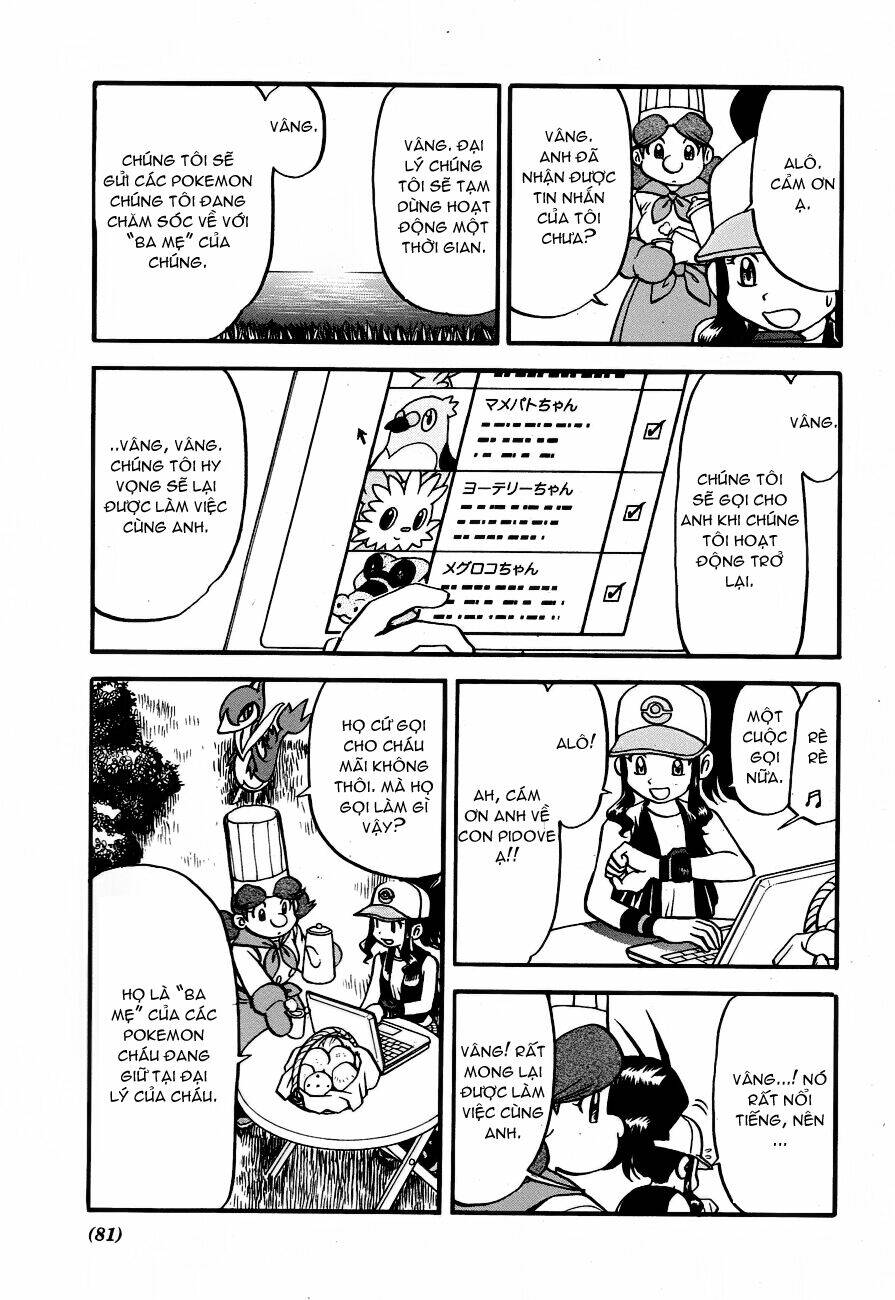 ALÔ.
CẢM ƠN
Ạ.
VÂNG.
ANH ĐÃ
NHẬN ĐƯỢC
TIN NHẮN
CỦA TÔI
CHƯA?
VÂNG. ĐẠI
LÝ CHÚNG
TÔI SẼ TẠM
DỪNG HOẠT
ĐỘNG MỘT
THỜI GIAN.
VÂNG.
CHÚNG TÔI SẼ
GỬI CÁC POKEMON
CHÚNG TÔI ĐANG
CHĂM SÓC VỀ VỚI
"BA MẸ" CỦA
CHÚNG.
VÂNG.
CHÚNG TÔI
SẼ GỌI CHO
ANH KHI CHÚNG
TÔI HOẠT
ĐỘNG TRỞ
LẠI.
マメパトちゃん
ヨーテリーちゃん
メグロコちゃん
..VÂNG, VÂNG.
CHÚNG TÔI HY
VỌNG SẼ LẠI
ĐƯỢC LÀM VIỆC
CÙNG ANH.
RÈ
RÈ
MỘT
CUỘC
GỌI
NỮA.
ALÔ!
AH, CÁM
ƠN ANH VỀ
CON PIDOVE
Ạ!!
VÂNG...! NÓ
RẤT NỔI
TIẾNG, NÊN
...
VÂNG! RẤT
MONG LẠI
ĐƯỢC LÀM
VIỆC CÙNG
ANH.
HỌ CỨ GỌI
CHO CHÁU
MÃI KHÔNG
THÔI. MÀ HỌ
GỌI LÀM GÌ
VẬY?
HỌ LÀ "BA
MẸ" CỦA CÁC
POKEMON
CHÁU ĐANG
GIỮ TẠI ĐẠI
LÝ CỦA CHÁU.
(81)